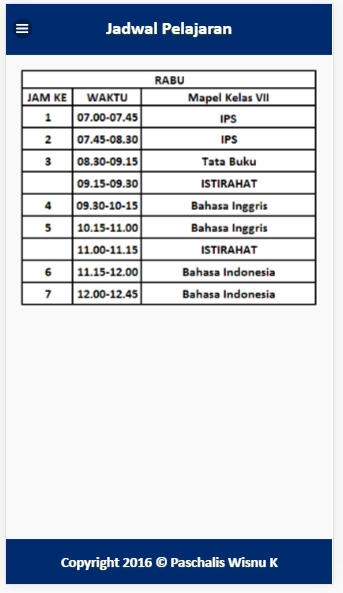 Jadwal Pelajaran
RABU
JAM KE WAKTU Mapel Kelas VII
1 07.00-07.45 IPS
2 07.45-08.30 IPS
3 08.30-09.15 Tata Buku
09.15-09.30 ISTIRAHAT
4 09.30-10-15 Bahasa Inggris
5 10.15-11.00 Bahasa Inggris
11.00-11.15 ISTIRAHAT
6 11.15-12.00 Bahasa Indonesia
7 12.00-12.45 Bahasa Indonesia
Copyright 2016 © Paschalis Wisnu K